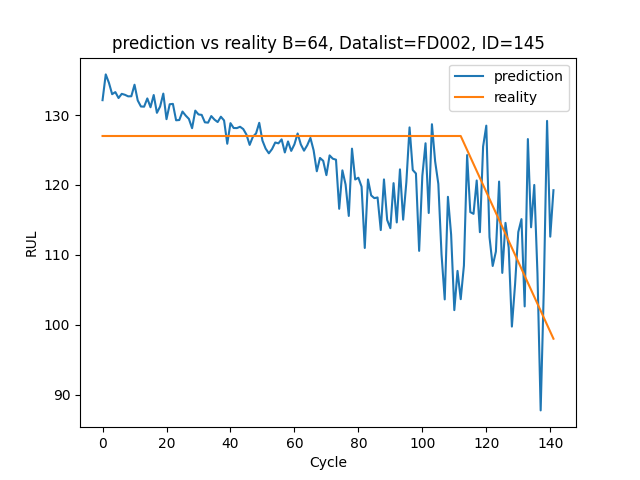 prediction vs reality B=64, Datalist=FD002, ID=145
prediction
reality
RUL
130
120
110
100
90
0 20 40 60 80 100 120 140
Cycle